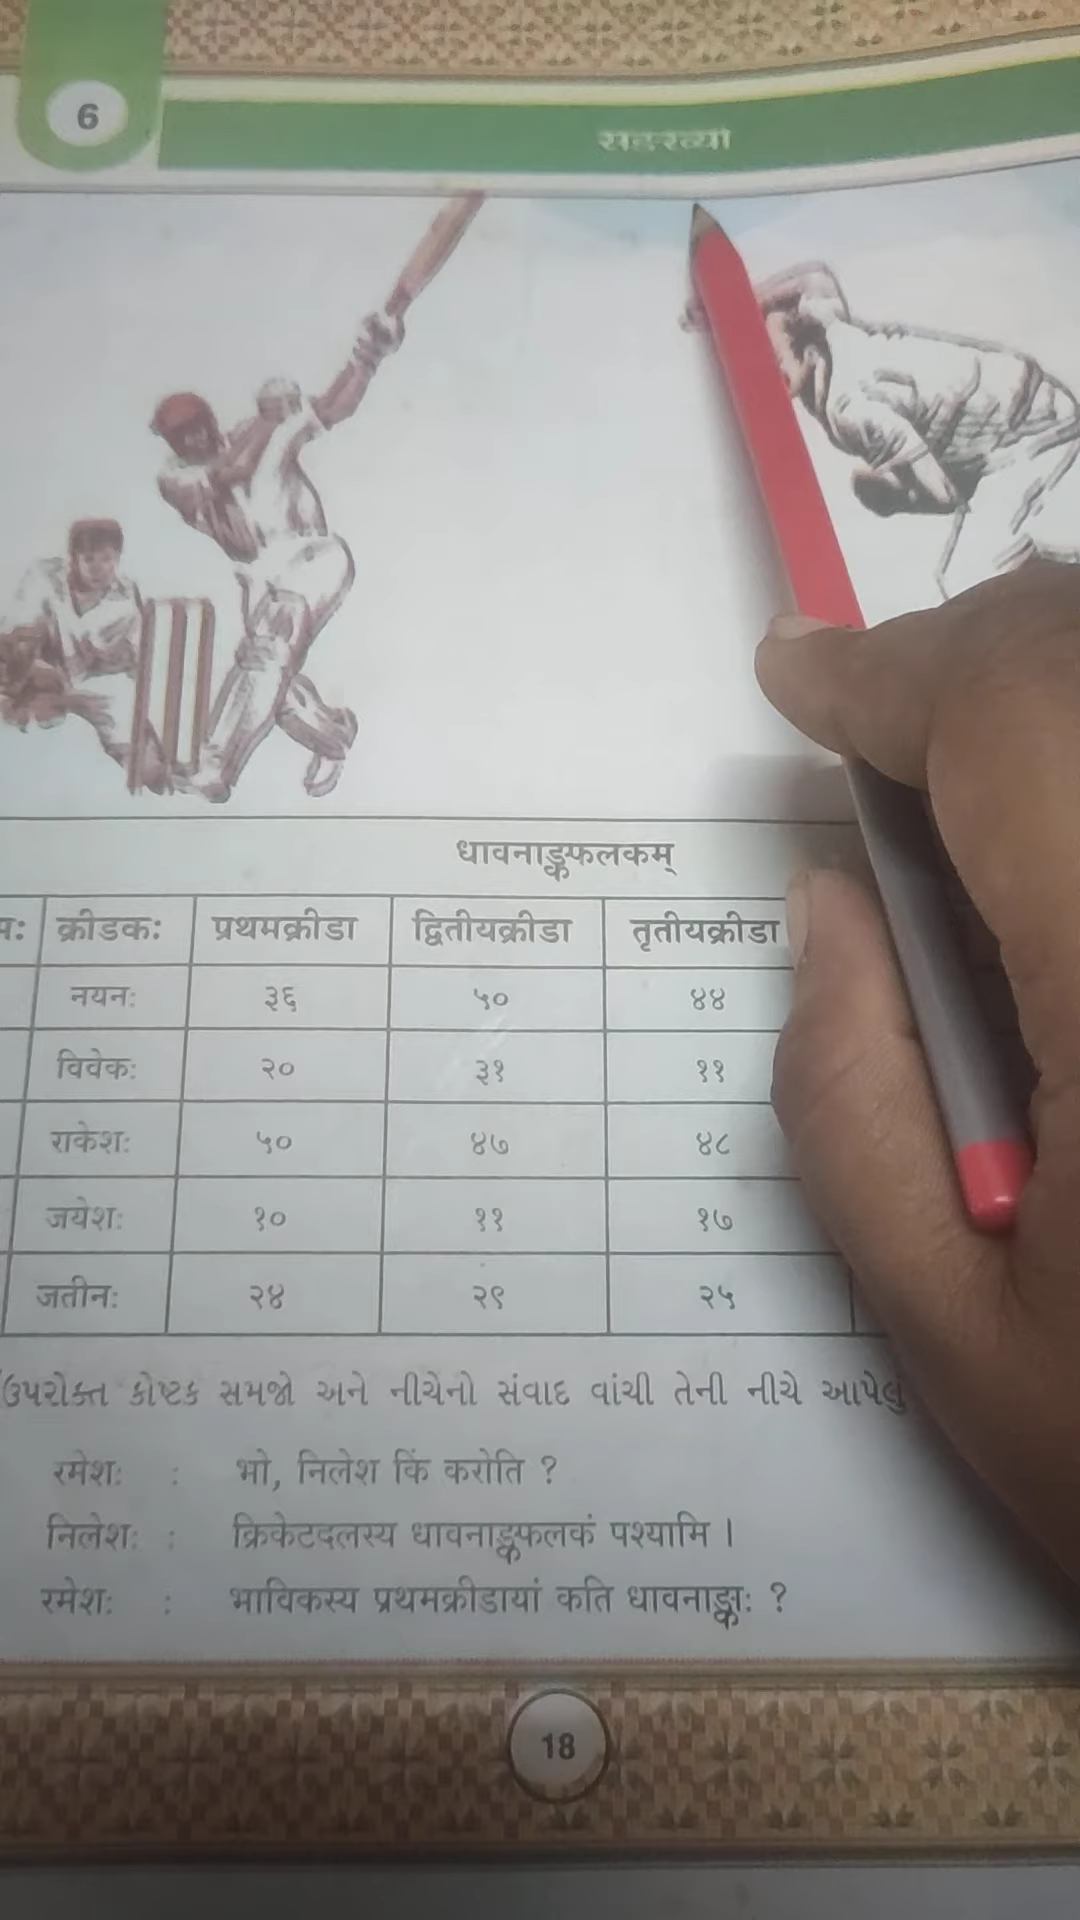 6
सङ्ख्या
धावनाङ्कफलकम्
क्रीडकः प्रथमक्रीडा द्वितीयक्रीडा तृतीयक्रीडा
नयनः ३६ ५० ४४
विवेकः २० ३१ ११
राकेशः ५० ४७ ४८
जयेशः १० ११ १७
जतीनः २४ २९ २५
ઉપરોક્ત કોષ્ટક સમજો અને નીચેનો સંવાદ વાંચી તેની નીચે આપેલું
रमेशः : भो, निलेश किं करोति ?
निलेशः : क्रिकेटदलस्य धावनाङ्कफलकं पश्यामि ।
रमेशः : भाविकस्य प्रथमक्रीडायां कति धावनाङ्काः ?
18